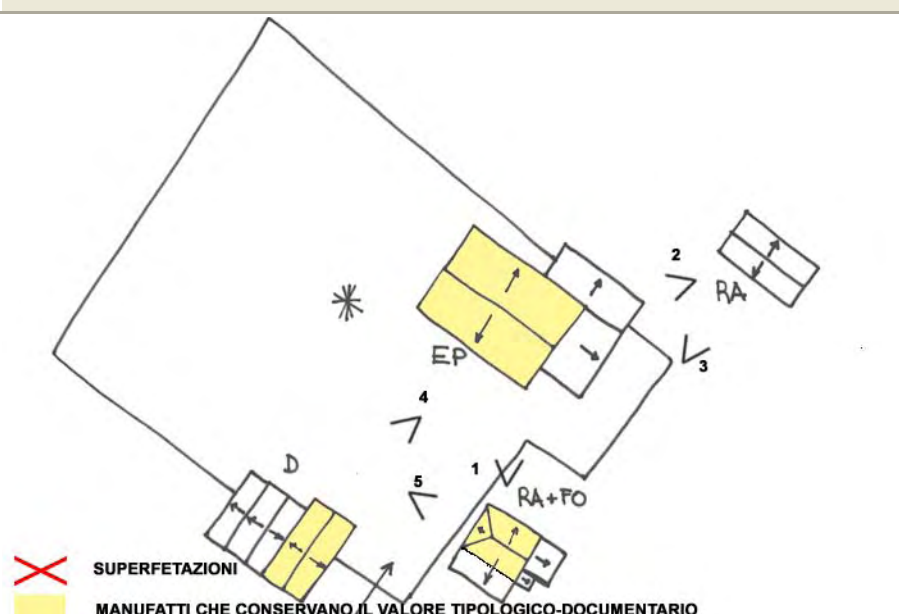 2
RA
3
EP
4
D
5
1
RA+FO
SUPERFETAZIONI
MANUFATTI CHE CONSERVANO IL VALORE TIPOLOGICO-DOCUMENTARIO